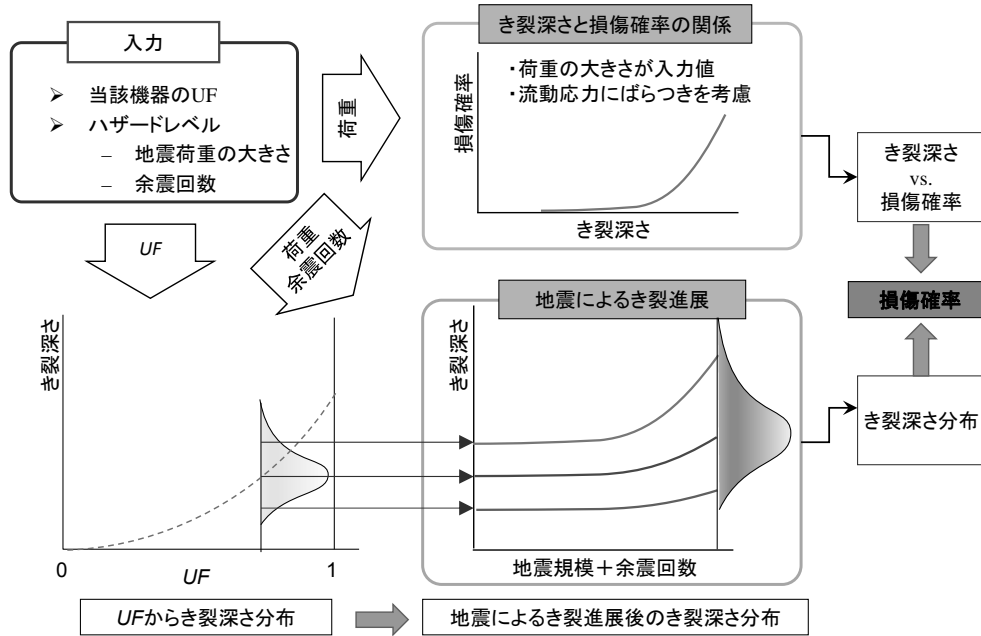 入力
➢ 当該機器のUF
➢ ハザードレベル
– 地震荷重の大きさ
– 余震回数
荷重
UF
荷重
余震回数
き裂深さと損傷確率の関係
・荷重の大きさが入力値
・流動応力にばらつきを考慮
損傷確率
き裂深さ
き裂深さ
vs.
損傷確率
損傷確率
き裂深さ分布
地震によるき裂進展
き裂深さ
地震規模＋余震回数
き裂深さ
0
UF
1
UFからき裂深さ分布
地震によるき裂進展後のき裂深さ分布